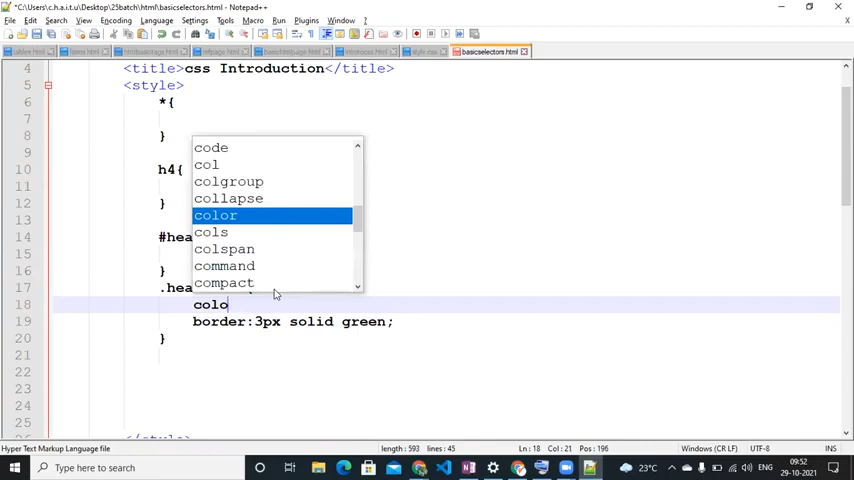 *C:\Users\c.h.a.i.t.u\Desktop\25batch\html\basicselectors.html - Notepad++
File Edit Search View Encoding Language Settings Tools Macro Run Plugins Window ?
style.css basicselectors.html
4 <title>css Introduction</title>
5 <style>
6 *{
7
8 }
9
10 h4{
11
12 }
13
14 #hea
15
16 }
17 .hea
18 colo
19 border:3px solid green;
20 }
21
22
23
24
25
</style>
code
col
colgroup
collapse
color
cols
colspan
command
compact
Hyper Text Markup Language file length : 593 lines : 45 Ln : 18 Col : 21 Pos : 196 Windows (CR LF) UTF-8 INS
Type here to search 23°C ENG 09:52
29-10-2021